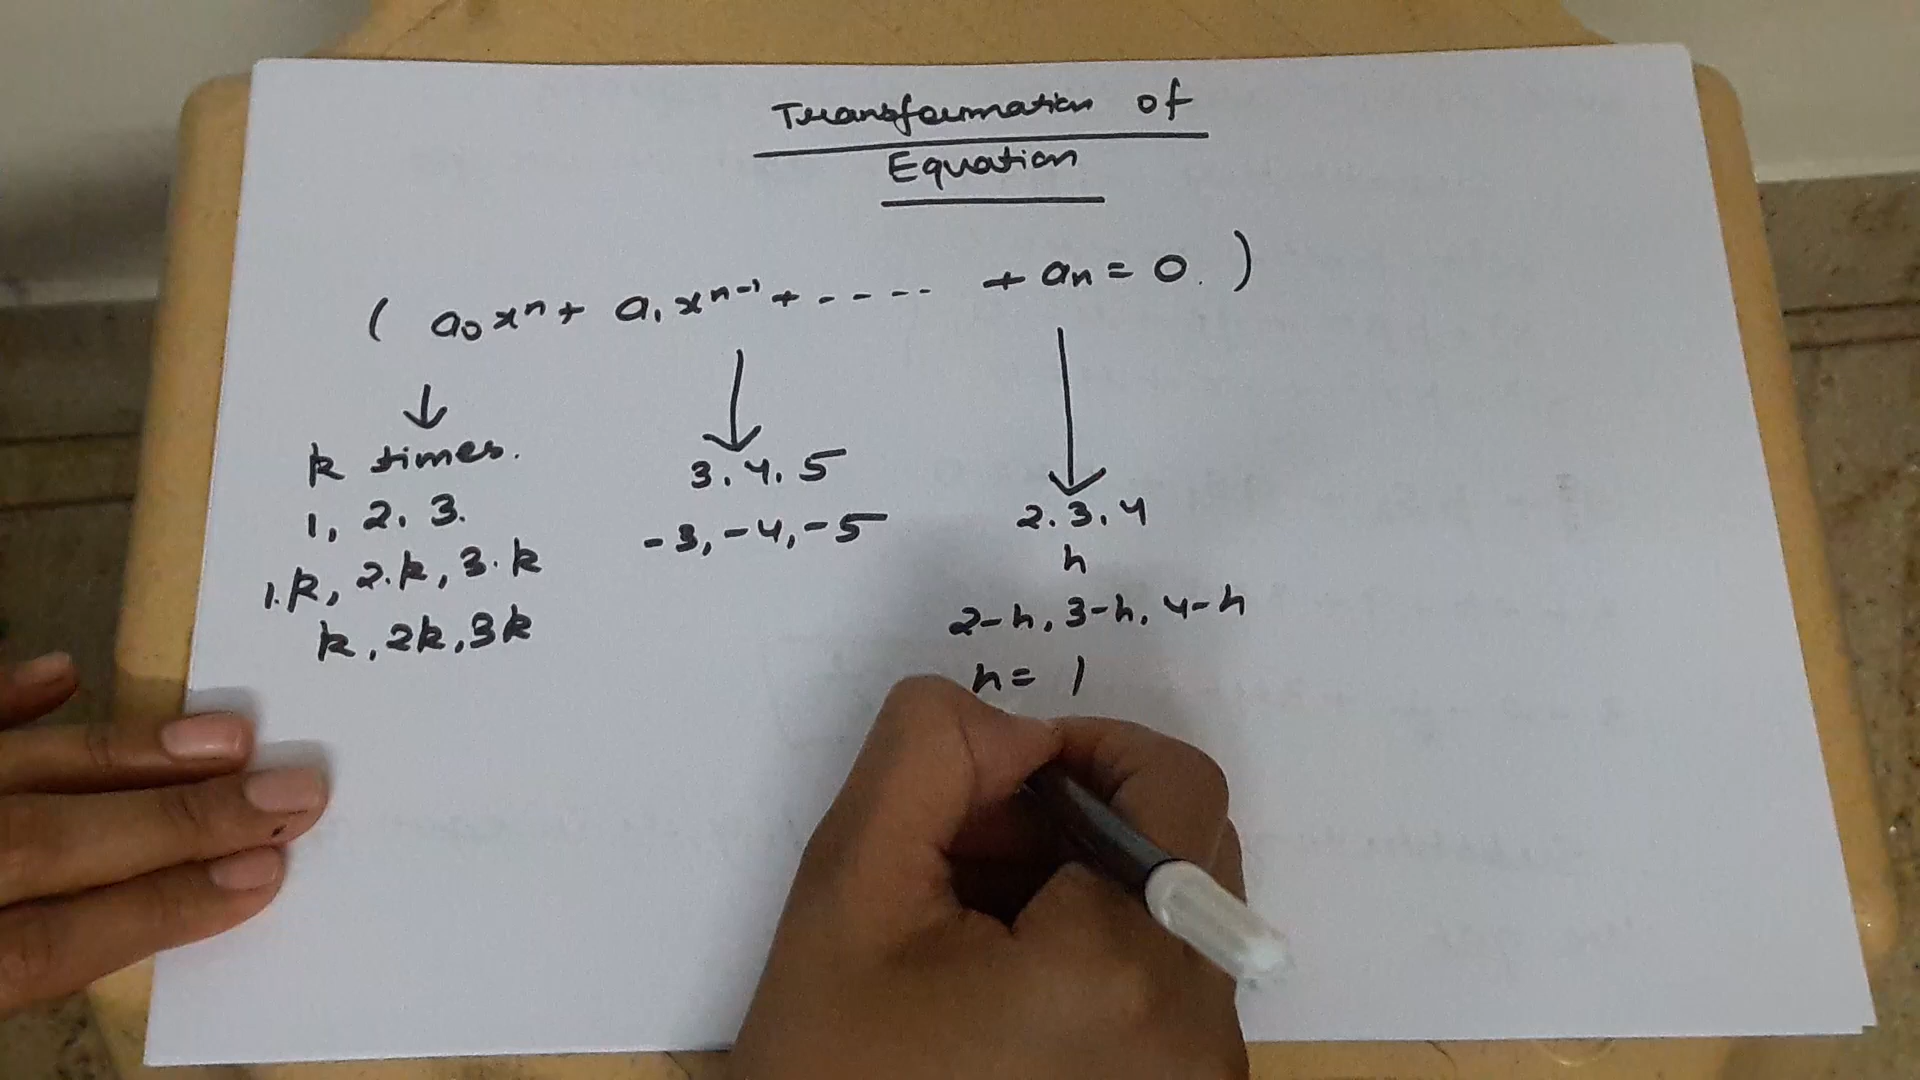 Transformation of
Equation
( a₀xⁿ + a₁xⁿ⁻¹ + - - - - + aₙ = 0. )
k times.
1, 2, 3.
1.k, 2.k, 3.k
k, 2k, 3k
3, 4, 5
-3, -4, -5
2, 3, 4
h
2-h, 3-h, 4-h
h = 1